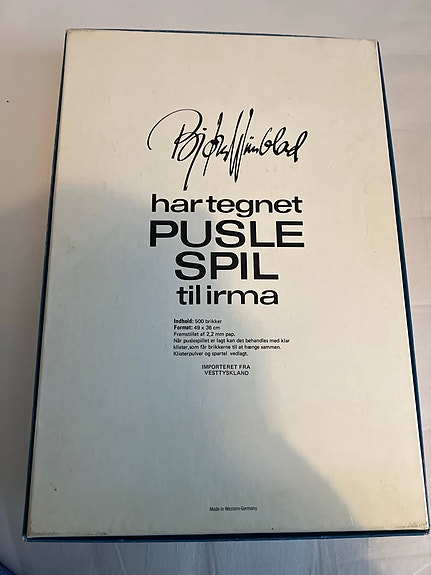 Bjørn Wiinblad
har tegnet
PUSLE
SPIL
til irma
Indhold: 500 brikker
Format: 49 x 36 cm
Fremstillet af 2,2 mm pap.
Når puslespillet er lagt kan det behandles med klar
klister,som får brikkerne til at hænge sammen.
Klisterpulver og spartel vedlagt.
IMPORTERET FRA
VESTTYSKLAND
Made in Western-Germany